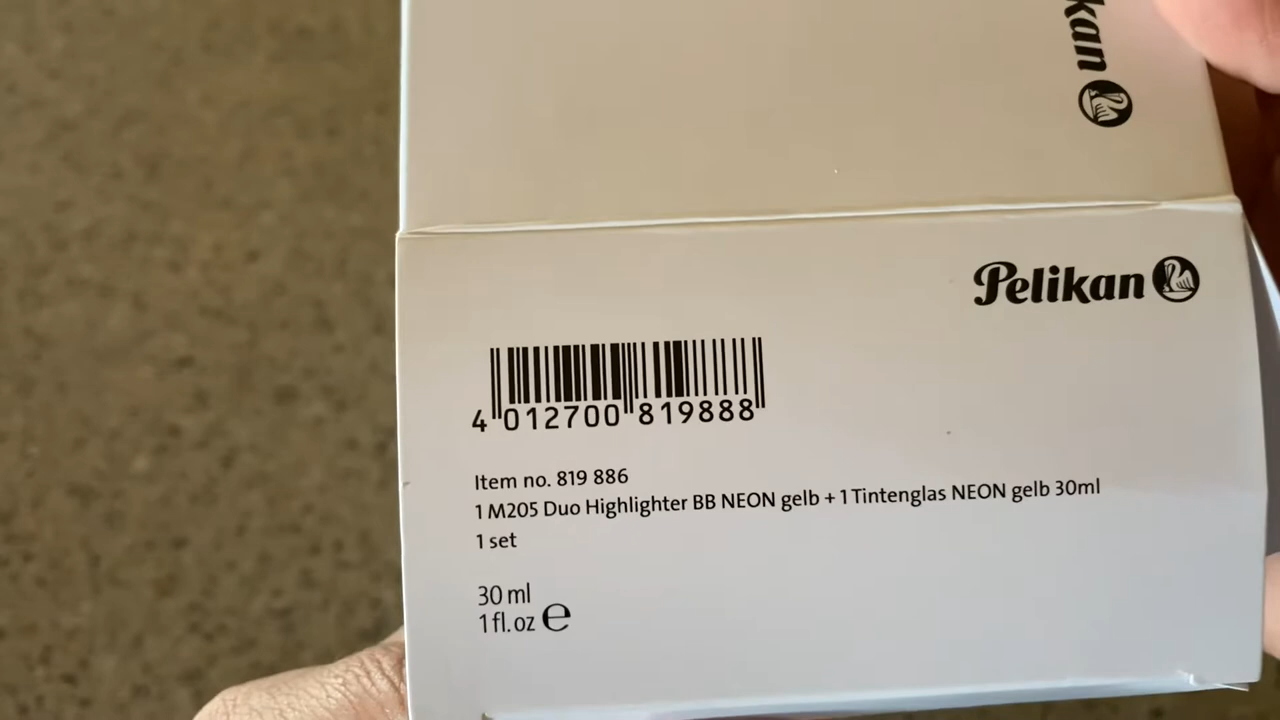 kan
Pelikan
4 012700 819888
Item no. 819 886
1 M205 Duo Highlighter BB NEON gelb + 1 Tintenglas NEON gelb 30ml
1 set
30 ml
1 fl. oz ℮